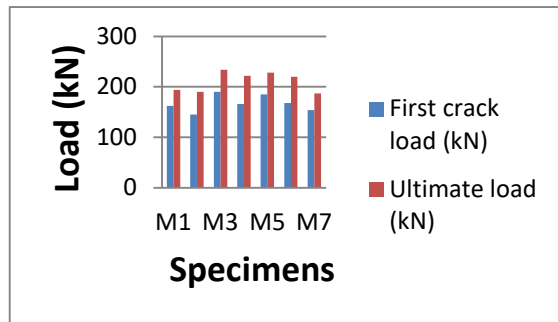 Load (kN)
300
200
100
0
M1 M3 M5 M7
Specimens
First crack
load (kN)
Ultimate load
(kN)